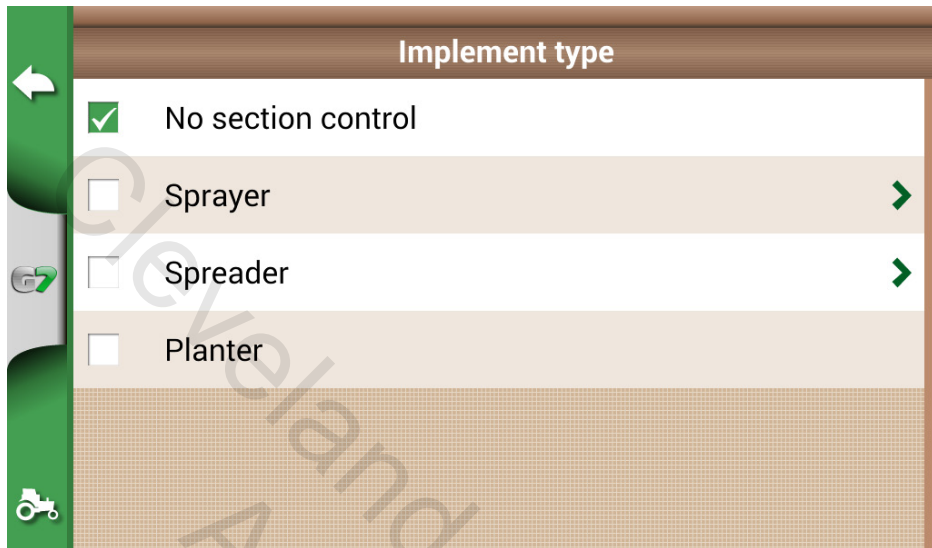 Implement type
No section control
Sprayer
Spreader
Planter
G7
Cleveland
A